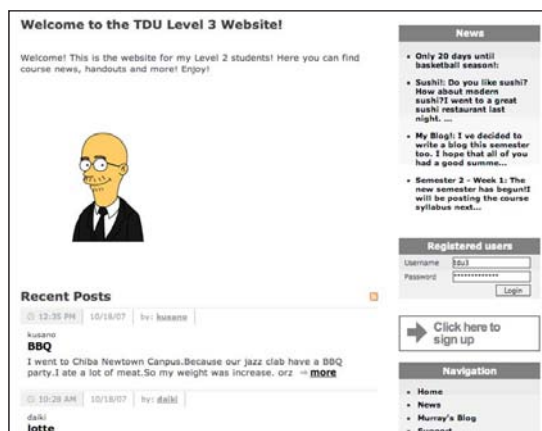 Welcome to the TDU Level 3 Website!
Welcome! This is the website for my Level 2 students! Here you can find
course news, handouts and more! Enjoy!
Recent Posts
12:35 PM 10/18/07 by: kusano
kusano
BBQ
I went to Chiba Newtown Canpus.Because our jazz clab have a BBQ
party.I ate a lot of meat.So my weight was increase. orz ⇒ more
10:28 AM 10/18/07 by: daiki
daiki
lotte
News
• Only 20 days until
basketball season!:
• Sushi!: Do you like sushi?
How about modern
sushi?I went to a great
sushi restaurant last
night. ...
• My Blog!: I ve decided to
write a blog this semester
too. I hope that all of you
had a good summe...
• Semester 2 - Week 1: The
new semester has begun!I
will be posting the course
syllabus next...
Registered users
Username tdu3
Password *************
Login
Click here to
sign up
Navigation
• Home
• News
• Murray's Blog
• Support